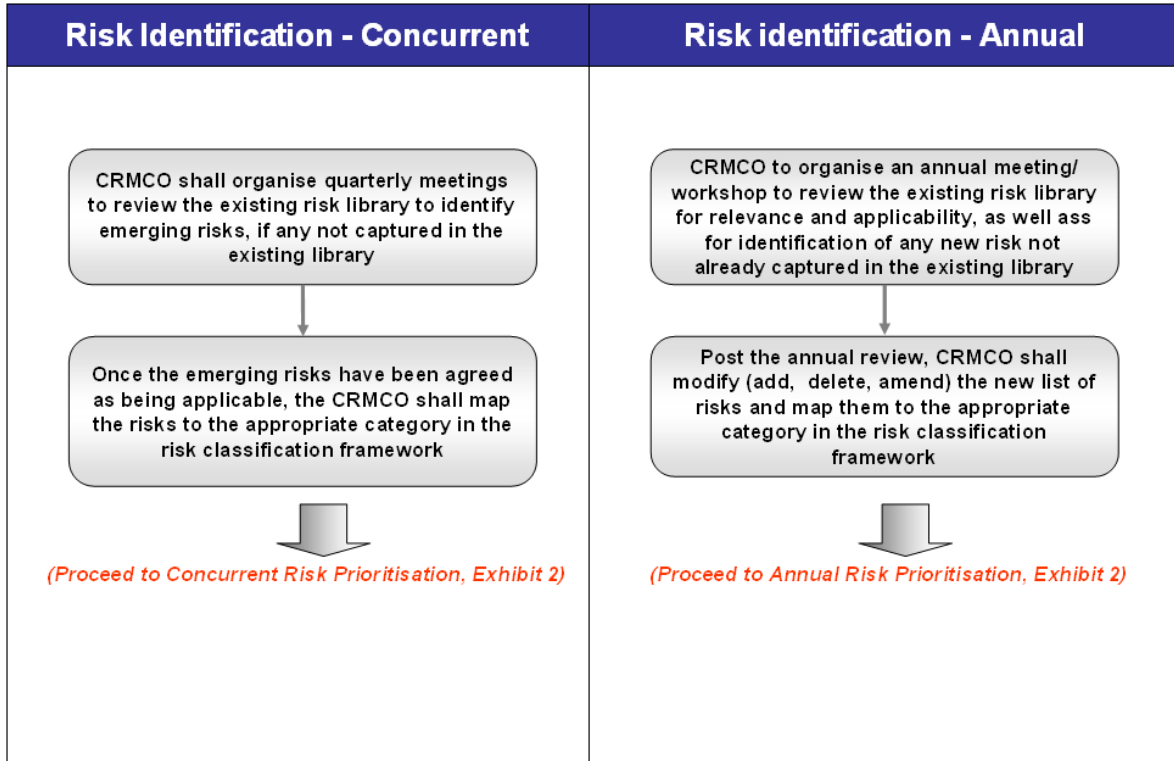 Risk Identification - Concurrent
CRMCO shall organise quarterly meetings
to review the existing risk library to identify
emerging risks, if any not captured in the
existing library
Once the emerging risks have been agreed
as being applicable, the CRMCO shall map
the risks to the appropriate category in the
risk classification framework
(Proceed to Concurrent Risk Prioritisation, Exhibit 2)
Risk identification - Annual
CRMCO to organise an annual meeting/
workshop to review the existing risk library
for relevance and applicability, as well ass
for identification of any new risk not
already captured in the existing library
Post the annual review, CRMCO shall
modify (add, delete, amend) the new list of
risks and map them to the appropriate
category in the risk classification
framework
(Proceed to Annual Risk Prioritisation, Exhibit 2)